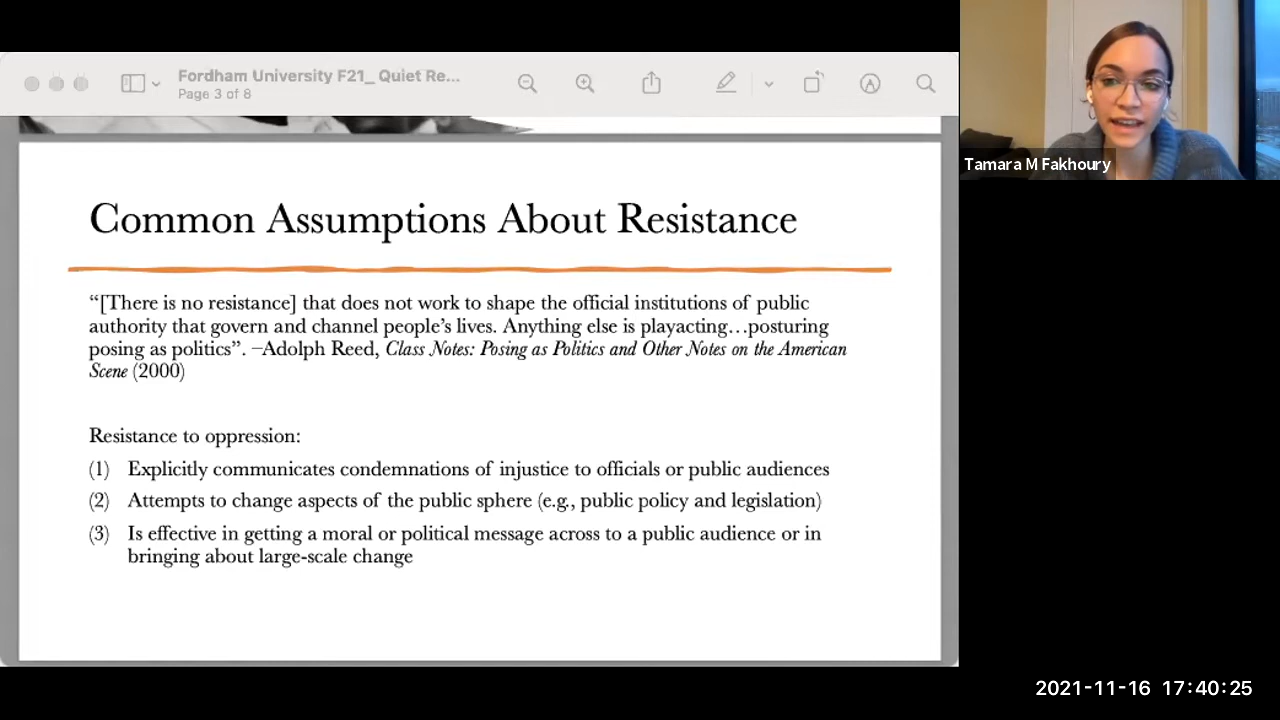 Fordham University F21_ Quiet Re...
Page 3 of 8
Tamara M Fakhoury
Common Assumptions About Resistance
“[There is no resistance] that does not work to shape the official institutions of public
authority that govern and channel people’s lives. Anything else is playacting…posturing
posing as politics”. –Adolph Reed, Class Notes: Posing as Politics and Other Notes on the American
Scene (2000)
Resistance to oppression:
(1) Explicitly communicates condemnations of injustice to officials or public audiences
(2) Attempts to change aspects of the public sphere (e.g., public policy and legislation)
(3) Is effective in getting a moral or political message across to a public audience or in
bringing about large-scale change
2021-11-16 17:40:25